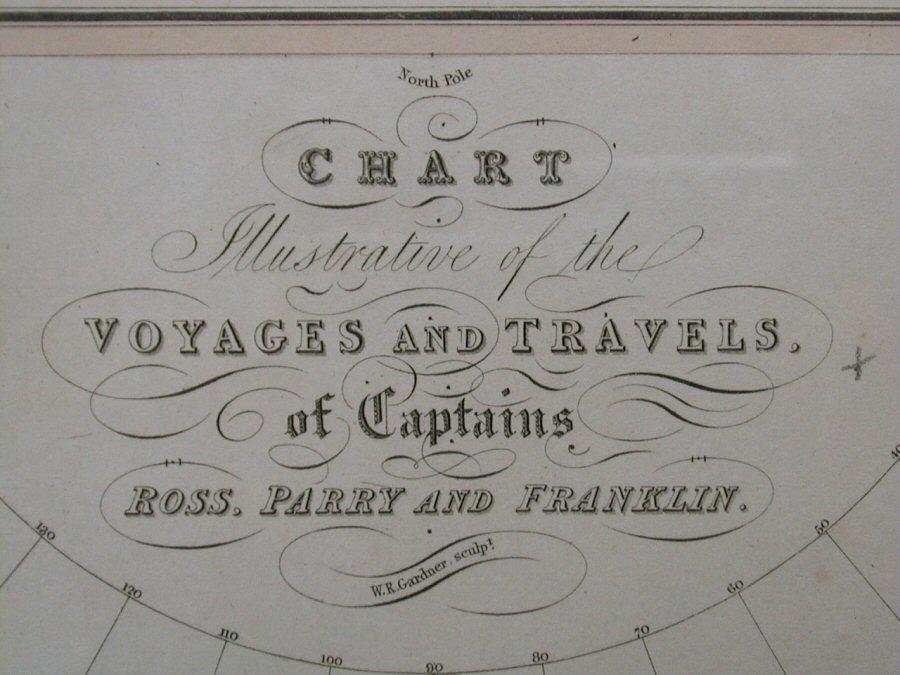 North Pole
CHART
Illustrative of the
VOYAGES AND TRAVELS,
of Captains
ROSS, PARRY AND FRANKLIN.
W.R. Gardner, sculpt
130 120 110 100 90 80 70 60 50 40